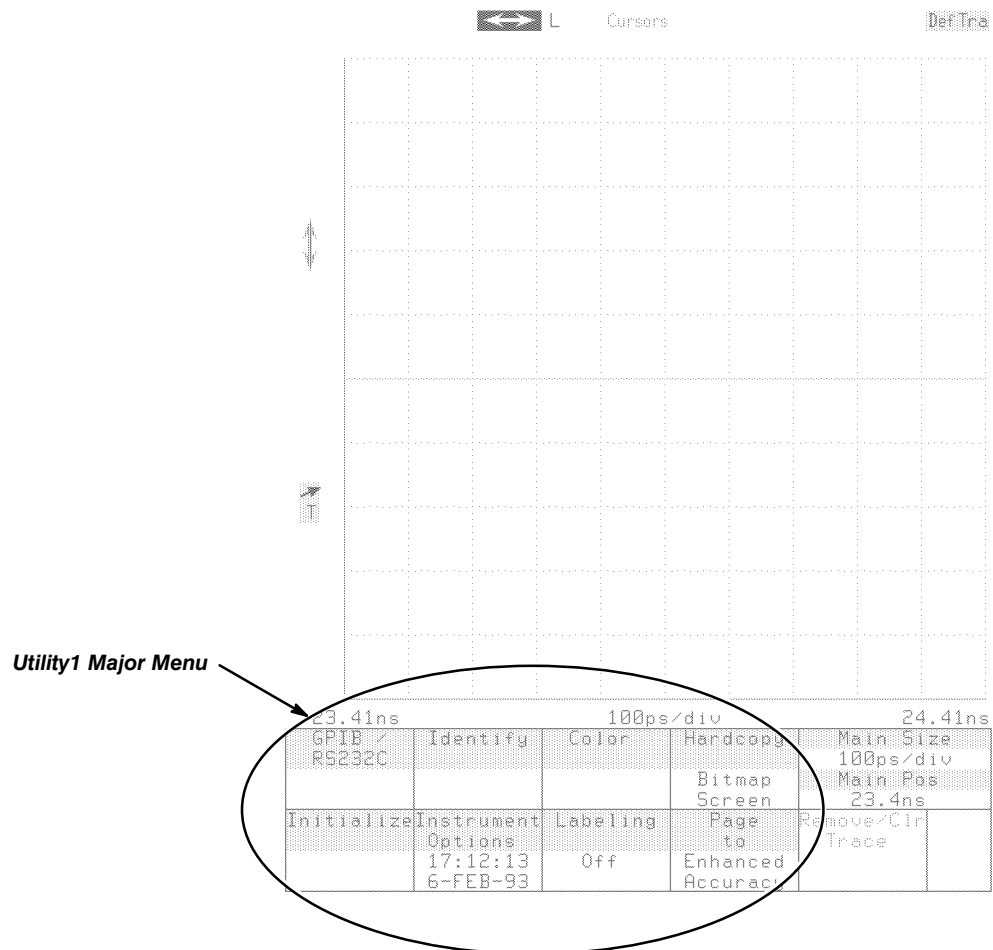 L Cursors DefTra
T
Utility1 Major Menu
23.41ns 100ps/div 24.41ns
GPIB / Identify Color Hardcopy Main Size
RS232C 100ps/div
Bitmap Main Pos
Screen 23.4ns
Initialize Instrument Labeling Page Remove/Clr
Options to Trace
17:12:13 Off Enhanced
6-FEB-93 Accuracy